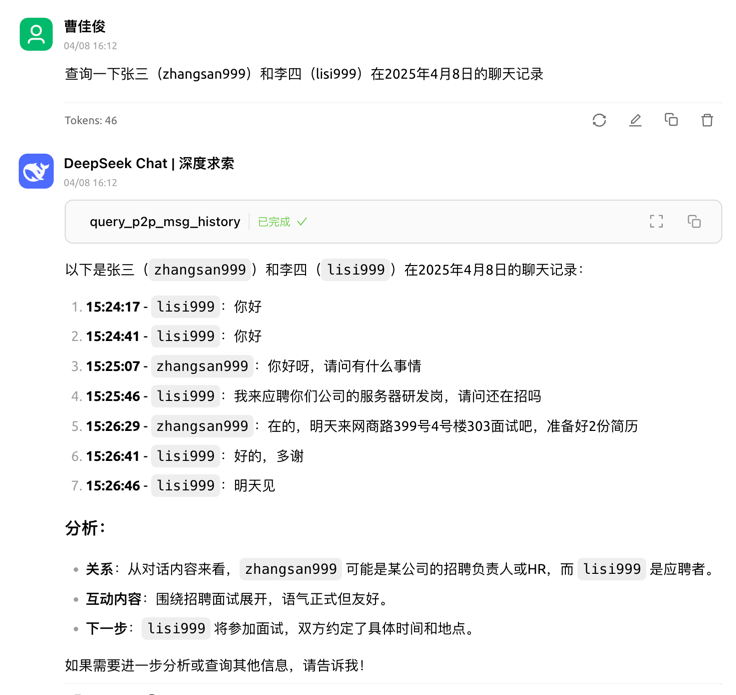 曹佳俊
04/08 16:12
查询一下张三（zhangsan999）和李四（lisi999）在2025年4月8日的聊天记录
Tokens: 46
DeepSeek Chat | 深度求索
04/08 16:12
query_p2p_msg_history 已完成
以下是张三（zhangsan999）和李四（lisi999）在2025年4月8日的聊天记录：
1. 15:24:17 - lisi999：你好
2. 15:24:41 - lisi999：你好
3. 15:25:07 - zhangsan999：你好呀，请问有什么事情
4. 15:25:46 - lisi999：我来应聘你们公司的服务器研发岗，请问还在招吗
5. 15:26:29 - zhangsan999：在的，明天来网商路399号4号楼303面试吧，准备好2份简历
6. 15:26:41 - lisi999：好的，多谢
7. 15:26:46 - lisi999：明天见
分析：
• 关系：从对话内容来看，zhangsan999 可能是某公司的招聘负责人或HR，而 lisi999 是应聘者。
• 互动内容：围绕招聘面试展开，语气正式但友好。
• 下一步：lisi999 将参加面试，双方约定了具体时间和地点。
如果需要进一步分析或查询其他信息，请告诉我！